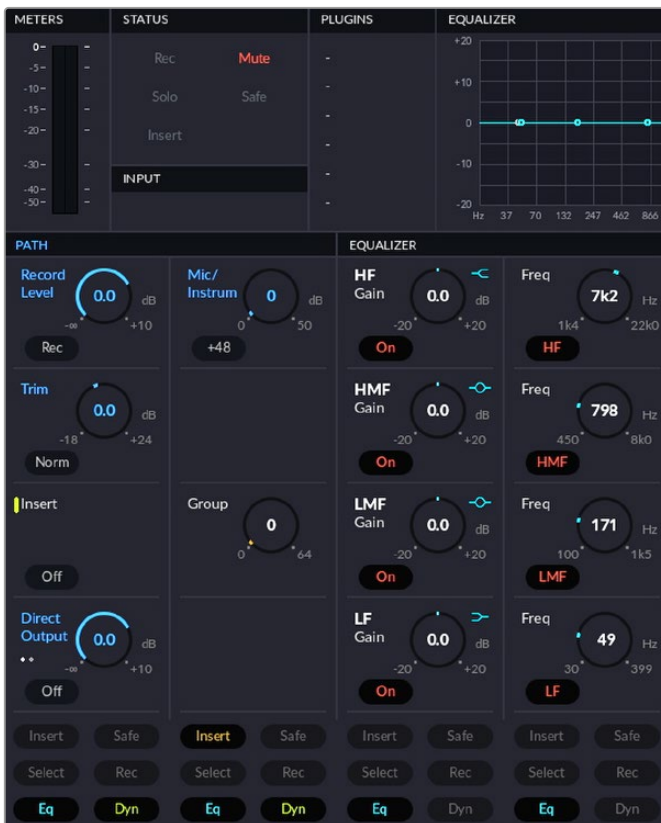 METERS
STATUS
PLUGINS
EQUALIZER
0-
-5-
-10-
-15-
-20-
-30-
-40-
-50-
Rec
Mute
Solo
Safe
Insert
INPUT
-
-
-
-
-
-
+20
+10
0
-10
-20
Hz 37 70 132 247 462 866
PATH
EQUALIZER
Record
Level
0.0
dB
-∞ +10
Rec
Mic/
Instrum
0
dB
0 50
+48
HF
Gain
0.0
dB
-20 +20
On
Freq
7k2
Hz
1k4 22k0
HF
Trim
0.0
dB
-18 +24
Norm
HMF
Gain
0.0
dB
-20 +20
On
Freq
798
Hz
450 8k0
HMF
Insert
Off
Group
0
0 64
LMF
Gain
0.0
dB
-20 +20
On
Freq
171
Hz
100 1k5
LMF
Direct
Output
0.0
dB
-∞ +10
Off
LF
Gain
0.0
dB
-20 +20
On
Freq
49
Hz
30 399
LF
Insert Safe Insert Safe Insert Safe Insert Safe
Select Rec Select Rec Select Rec Select Rec
Eq Dyn Eq Dyn Eq Dyn Eq Dyn